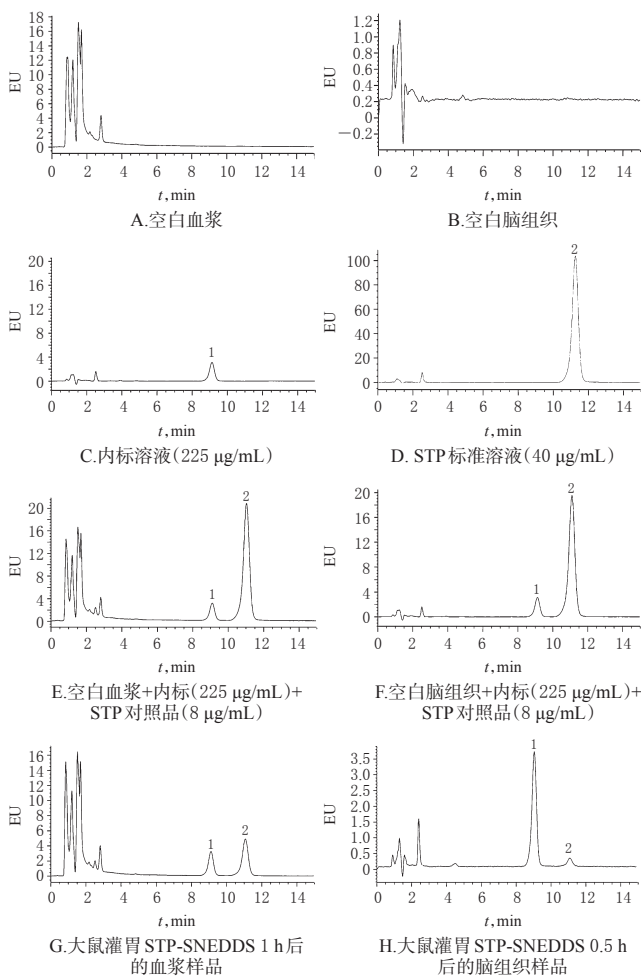 18
16
14
12
10
8
6
4
2
0
EU
0 2 4 6 8 10 12 14
t,min
A.空白血浆
1.2
1.0
0.8
0.6
0.4
0.2
0
−0.2
EU
0 2 4 6 8 10 12 14
t,min
B.空白脑组织
20
16
12
8
4
0
EU
1
0 2 4 6 8 10 12 14
t,min
C.内标溶液(225 μg/mL)
100
80
60
40
20
0
EU
2
0 2 4 6 8 10 12 14
t,min
D. STP标准溶液(40 μg/mL)
20
16
12
8
4
0
EU
1
2
0 2 4 6 8 10 12 14
t,min
E.空白血浆+内标(225 μg/mL)+
STP对照品(8 μg/mL)
20
16
12
8
4
0
EU
1
2
0 2 4 6 8 10 12 14
t,min
F.空白脑组织+内标(225 μg/mL)+
STP对照品(8 μg/mL)
16
14
12
10
8
6
4
2
0
EU
1
2
0 2 4 6 8 10 12 14
t,min
G.大鼠灌胃STP-SNEDDS 1 h后
的血浆样品
3.5
3.0
2.5
2.0
1.5
1.0
0.5
0
EU
1
2
0 2 4 6 8 10 12 14
t,min
H.大鼠灌胃STP-SNEDDS 0.5 h
后的脑组织样品